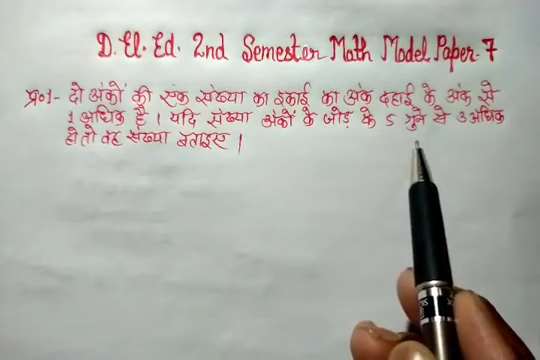 D. El. Ed. 2nd Semester Math Model Paper-7
प्र०1- दो अंकों की एक संख्या का इकाई का अंक दहाई के अंक से
1 अधिक है । यदि संख्या अंकों के जोड़ के 5 गुने से 3 अधिक
हो तो वह संख्या बताइए ।